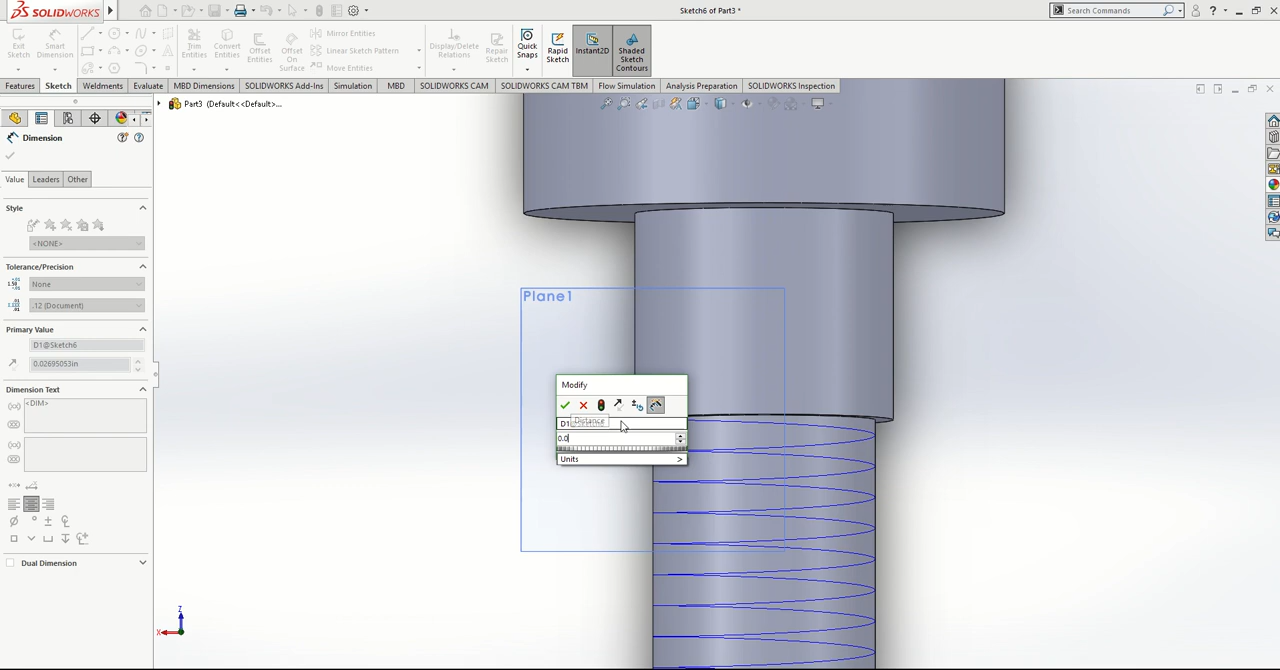 SOLIDWORKS
Sketch6 of Part3 *
Search Commands
Exit Sketch
Smart Dimension
Trim Entities
Convert Entities
Offset Entities
Offset On Surface
Mirror Entities
Linear Sketch Pattern
Move Entities
Display/Delete Relations
Repair Sketch
Quick Snaps
Rapid Sketch
Instant2D
Shaded Sketch Contours
Features
Sketch
Weldments
Evaluate
MBD Dimensions
SOLIDWORKS Add-Ins
Simulation
MBD
SOLIDWORKS CAM
SOLIDWORKS CAM TBM
Flow Simulation
Analysis Preparation
SOLIDWORKS Inspection
Part3 (Default<<Default>...
Dimension
Value
Leaders
Other
Style
<NONE>
Tolerance/Precision
None
.12 (Document)
Primary Value
D1@Sketch6
0.02695053in
Dimension Text
<DIM>
Dual Dimension
Plane1
Modify
Distance
D1
0.0
Units
Z
X